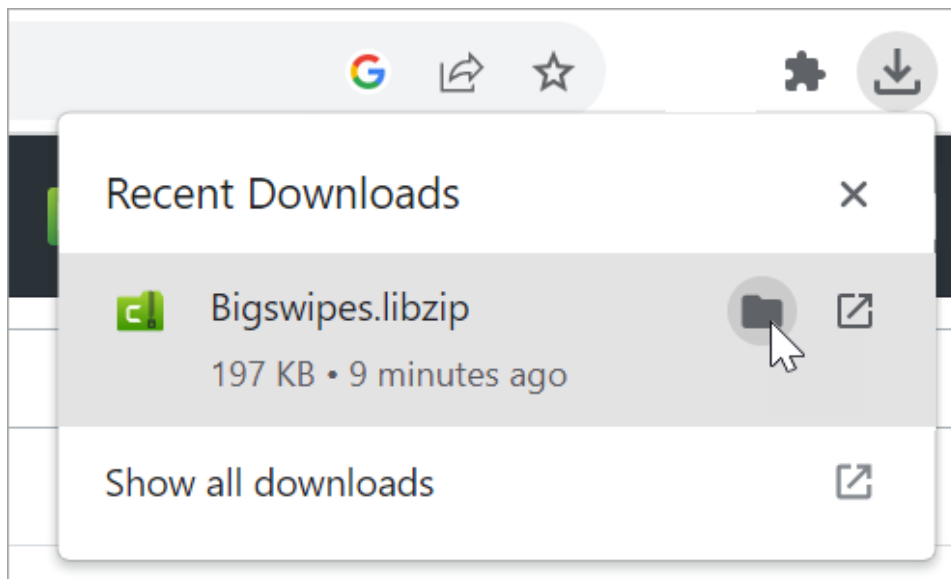 Recent Downloads
Bigswipes.libzip
197 KB • 9 minutes ago
Show all downloads